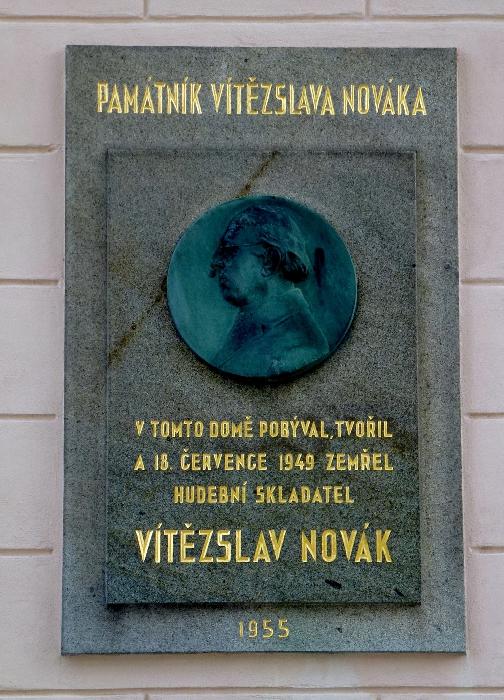 PAMÁTNÍK VÍTĚZSLAVA NOVÁKA
V TOMTO DOMĚ POBÝVAL, TVOŘIL
A 18. ČERVENCE 1949 ZEMŘEL
HUDEBNÍ SKLADATEL
VÍTĚZSLAV NOVÁK
1955